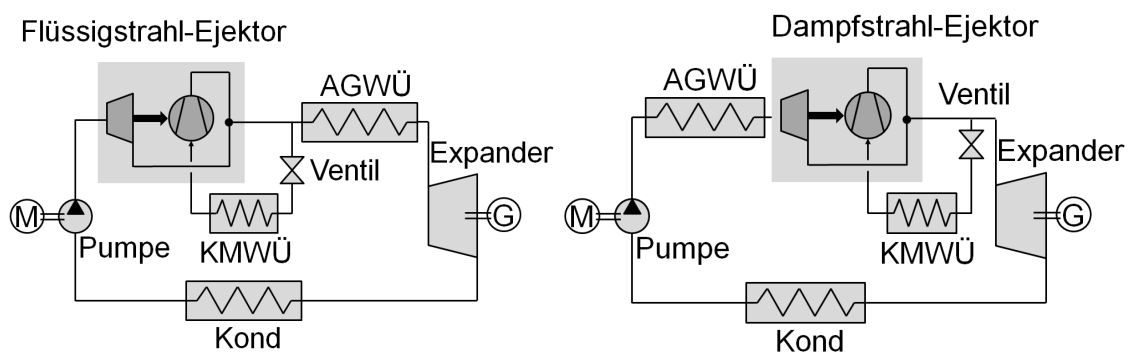 Flüssigstrahl-Ejektor
AGWÜ
Ventil
Expander
M
Pumpe
KMWÜ
G
Kond
Dampfstrahl-Ejektor
AGWÜ
Ventil
Expander
M
Pumpe
KMWÜ
G
Kond